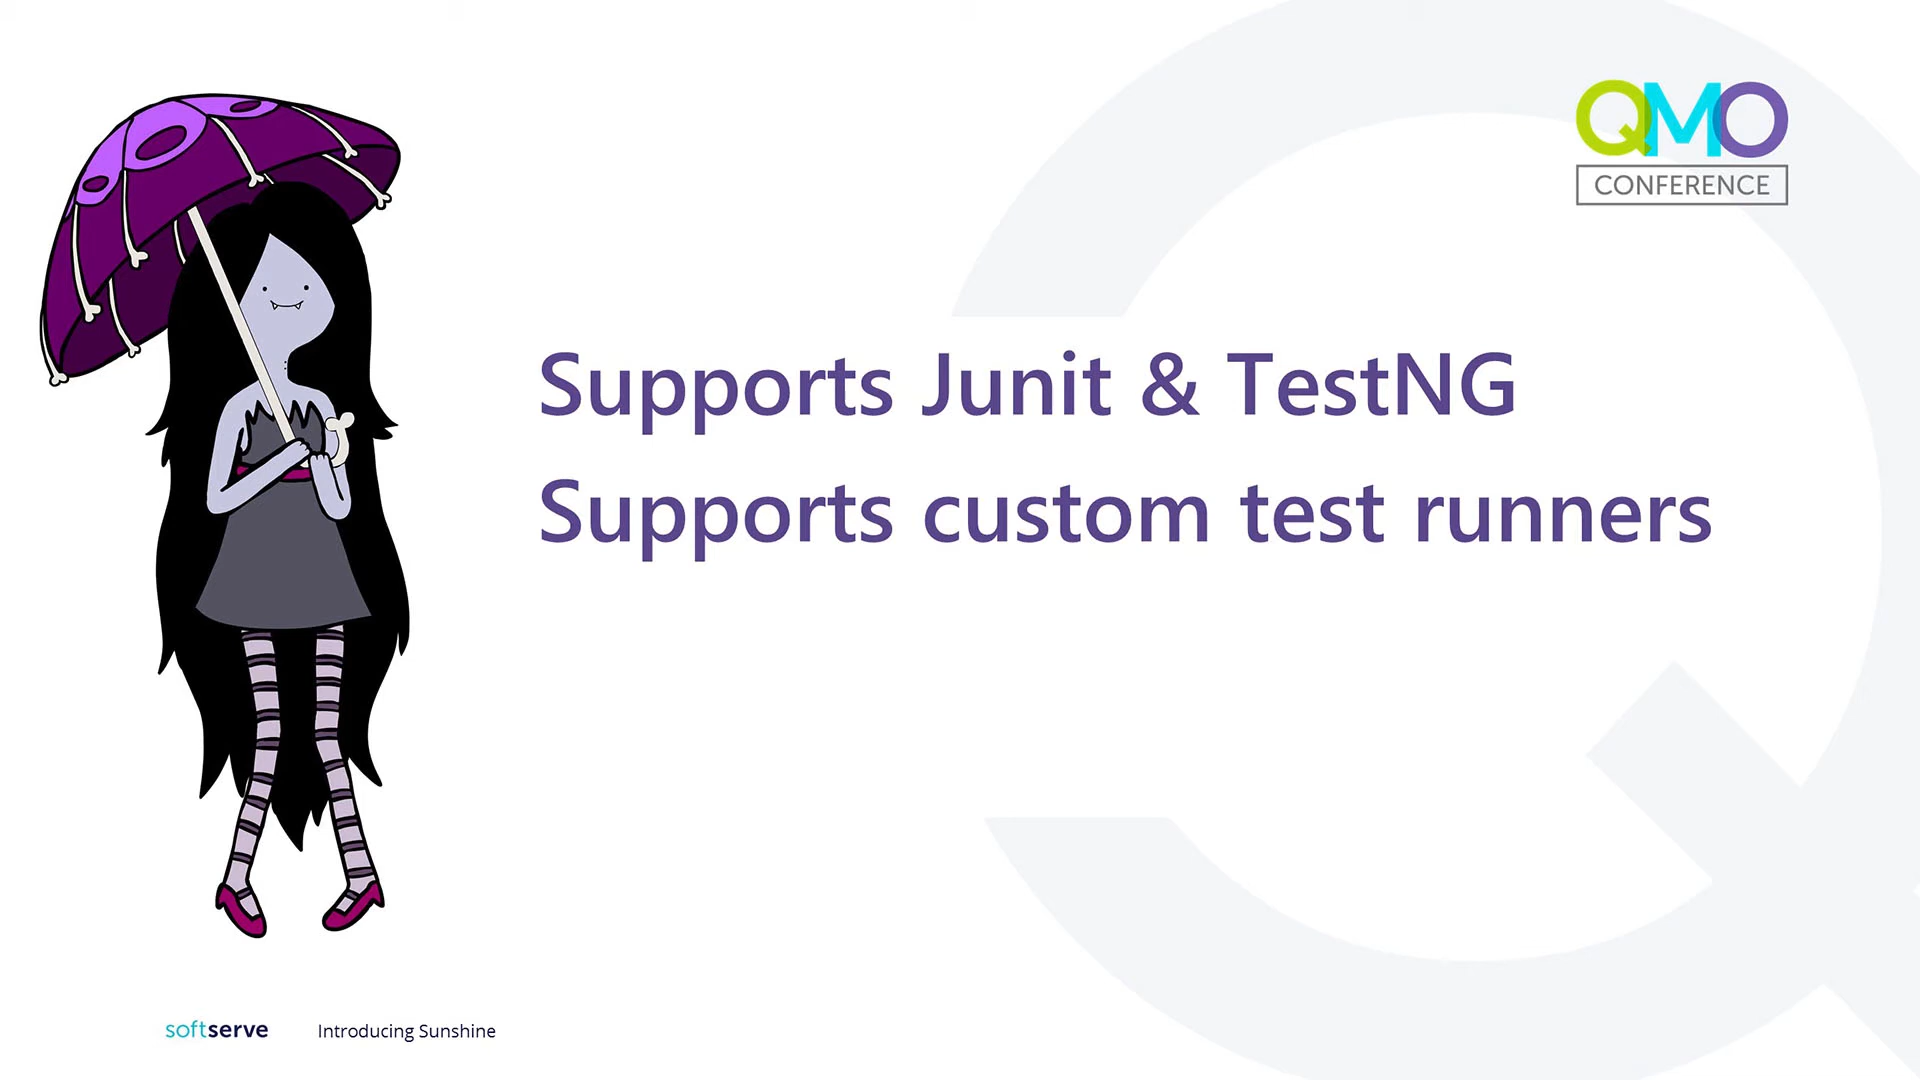 QMO
CONFERENCE
Supports Junit & TestNG
Supports custom test runners
softserve
Introducing Sunshine